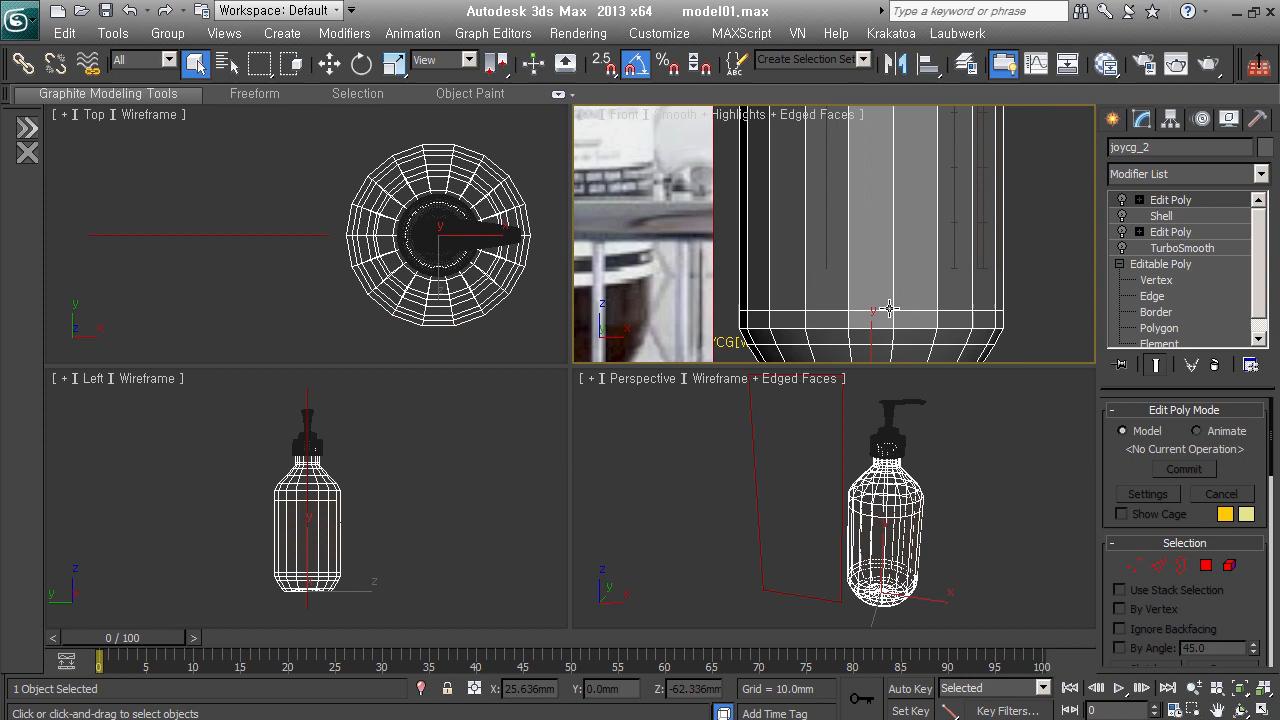 Workspace: Default
Autodesk 3ds Max 2013 x64 model01.max
Type a keyword or phrase
Edit Tools Group Views Create Modifiers Animation Graph Editors Rendering Customize MAXScript VN Help Krakatoa Laubwerk
All
View
2.5
Create Selection Set
Graphite Modeling Tools Freeform Selection Object Paint
[ + ] Top ] Wireframe ]
Front ] Smooth + Highlights + Edged Faces ]
joycg_2
Modifier List
Edit Poly
Shell
Edit Poly
TurboSmooth
Editable Poly
Vertex
Edge
Border
Polygon
Element
y
x
z
y
z
x
z
x
y
[ + ] Left ] Wireframe ]
[ + ] Perspective ] Wireframe + Edged Faces ]
y
x
z
z
y
z
y
x
x
Edit Poly Mode
Model Animate
<No Current Operation>
Commit
Settings Cancel
Show Cage
Selection
Use Stack Selection
By Vertex
Ignore Backfacing
By Angle: 45.0
< 0 / 100 >
0 5 10 15 20 25 30 35 40 45 50 55 60 65 70 75 80 85 90 95 100
1 Object Selected
X: 25.636mm Y: 0.0mm Z: -62.336mm Grid = 10.0mm
Auto Key Selected
Click or click-and-drag to select objects
Add Time Tag
Set Key Key Filters... 0